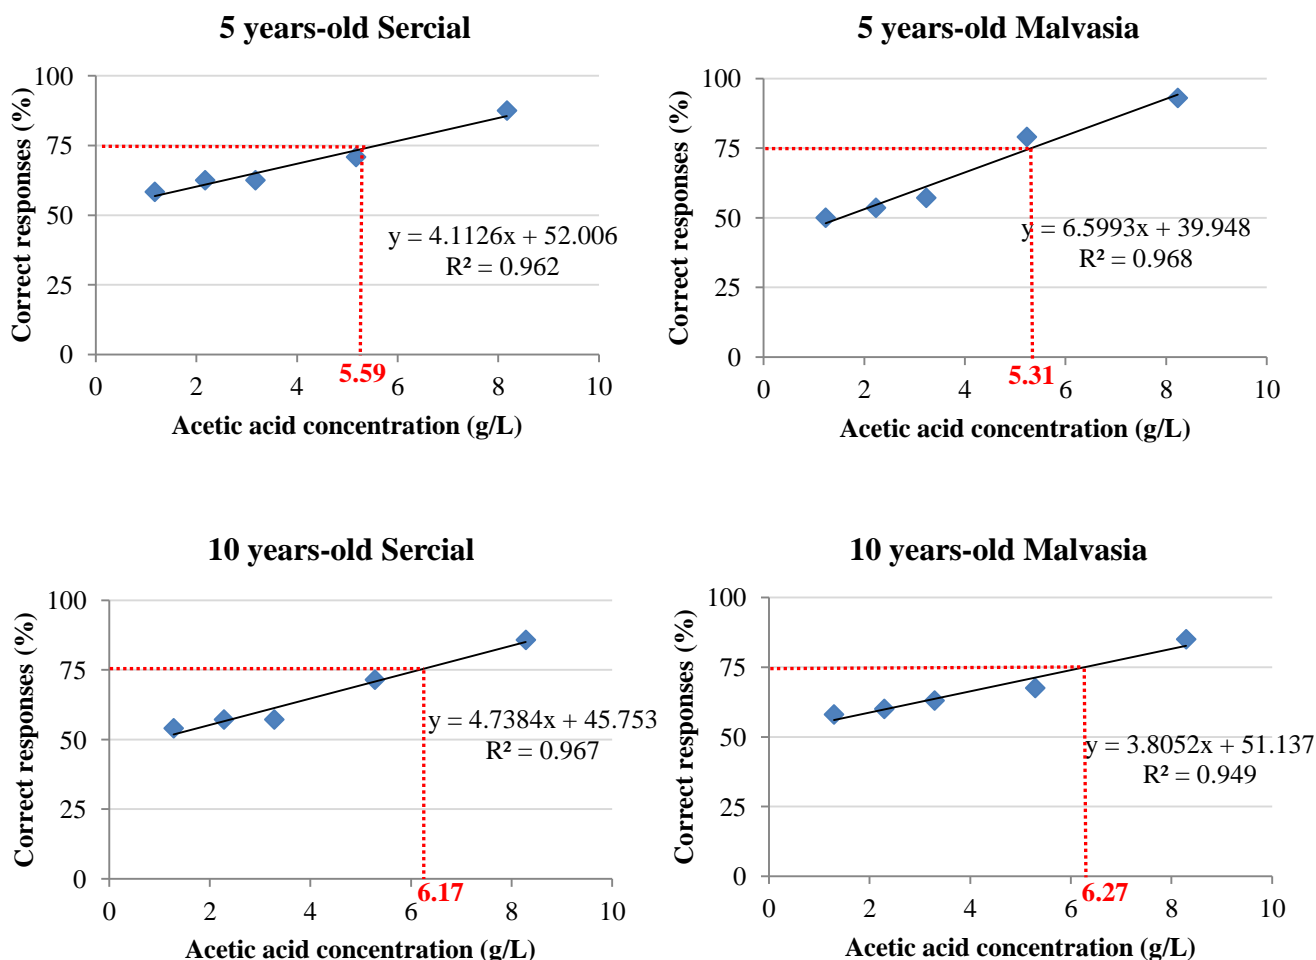 5 years-old Sercial
Correct responses (%)
100
75
50
25
0
0 2 4 6 8 10
5.59
y = 4.1126x + 52.006
R² = 0.962
Acetic acid concentration (g/L)
5 years-old Malvasia
Correct responses (%)
100
75
50
25
0
0 2 4 6 8 10
5.31
y = 6.5993x + 39.948
R² = 0.968
Acetic acid concentration (g/L)
10 years-old Sercial
Correct responses (%)
100
75
50
25
0
0 2 4 6 8 10
6.17
y = 4.7384x + 45.753
R² = 0.967
Acetic acid concentration (g/L)
10 years-old Malvasia
Correct responses (%)
100
75
50
25
0
0 2 4 6 8 10
6.27
y = 3.8052x + 51.137
R² = 0.949
Acetic acid concentration (g/L)